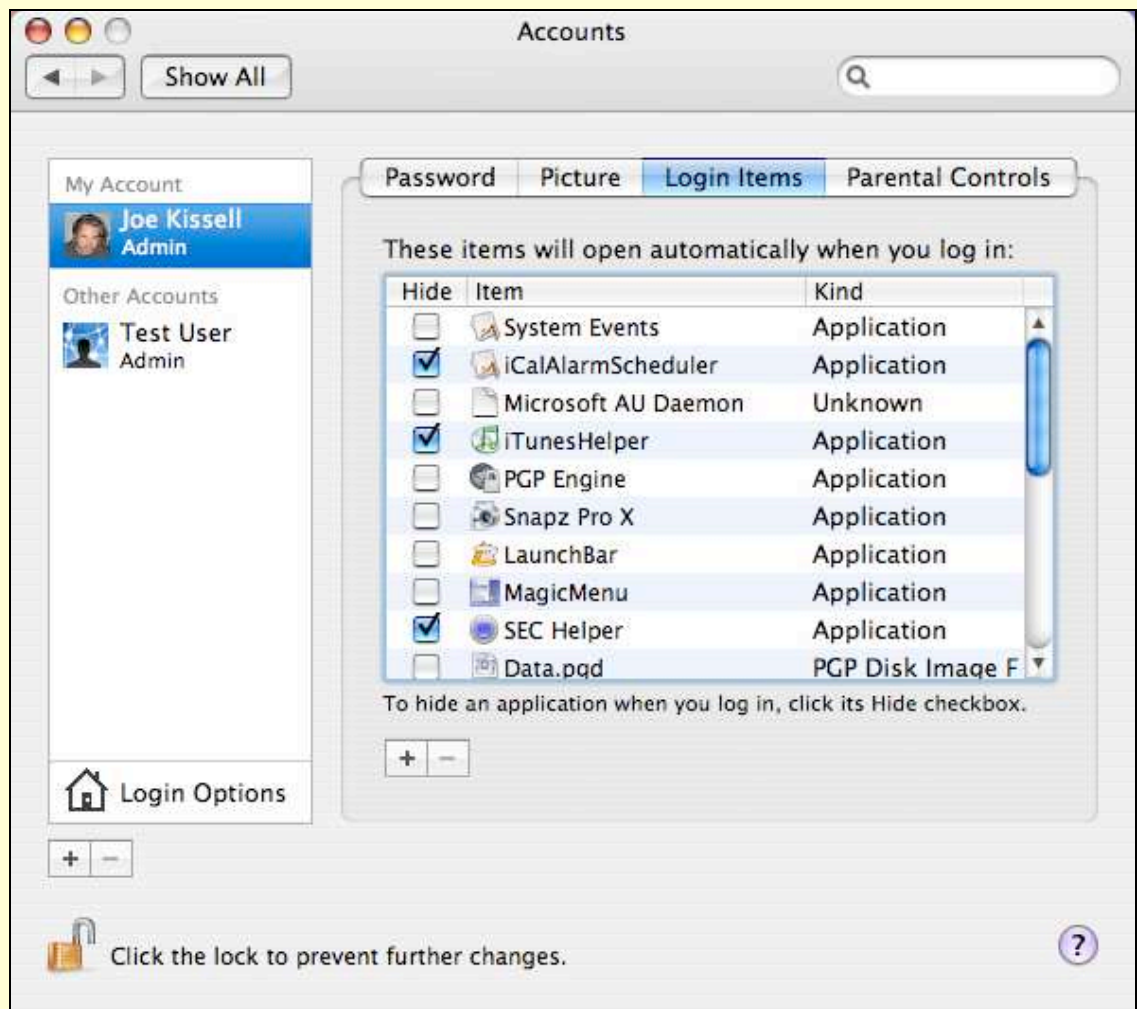 Accounts
Show All
My Account
Joe Kissell
Admin
Other Accounts
Test User
Admin
Login Options
Password Picture Login Items Parental Controls
These items will open automatically when you log in:
Hide Item Kind
System Events Application
iCalAlarmScheduler Application
Microsoft AU Daemon Unknown
iTunesHelper Application
PGP Engine Application
Snapz Pro X Application
LaunchBar Application
MagicMenu Application
SEC Helper Application
Data.pgd PGP Disk Image F
To hide an application when you log in, click its Hide checkbox.
Click the lock to prevent further changes.
?